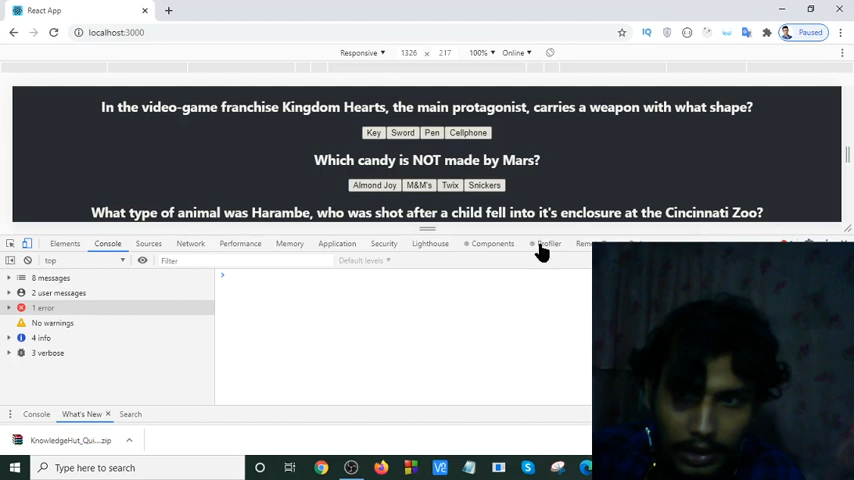 React App
localhost:3000
Paused
Responsive 1326 × 217 100% Online
In the video-game franchise Kingdom Hearts, the main protagonist, carries a weapon with what shape?
Key Sword Pen Cellphone
Which candy is NOT made by Mars?
Almond Joy M&M's Twix Snickers
What type of animal was Harambe, who was shot after a child fell into it's enclosure at the Cincinnati Zoo?
Elements Console Sources Network Performance Memory Application Security Lighthouse Components Profiler
top Filter Default levels
8 messages
2 user messages
1 error
No warnings
4 info
3 verbose
Console What's New Search
KnowledgeHut_Qui....zip
Type here to search